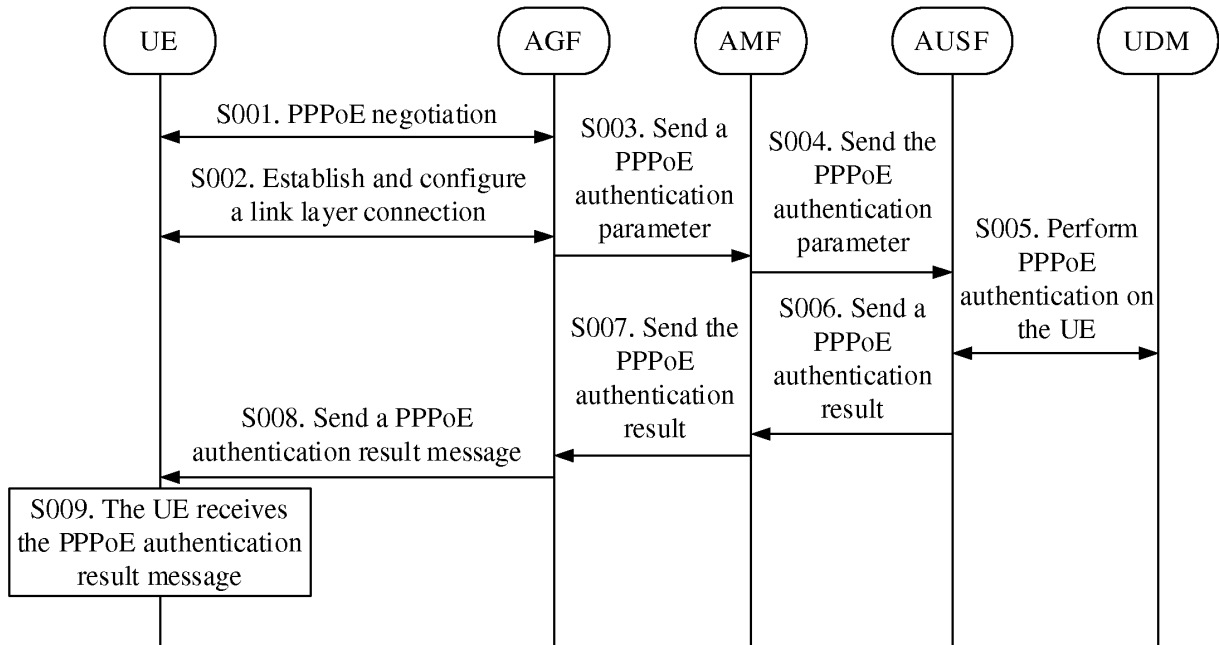 UE
AGF
AMF
AUSF
UDM
S001. PPPoE negotiation
S002. Establish and configure
a link layer connection
S003. Send a
PPPoE
authentication
parameter
S004. Send the
PPPoE
authentication
parameter
S005. Perform
PPPoE
authentication on
the UE
S006. Send a
PPPoE
authentication
result
S007. Send the
PPPoE
authentication
result
S008. Send a PPPoE
authentication result message
S009. The UE receives
the PPPoE authentication
result message